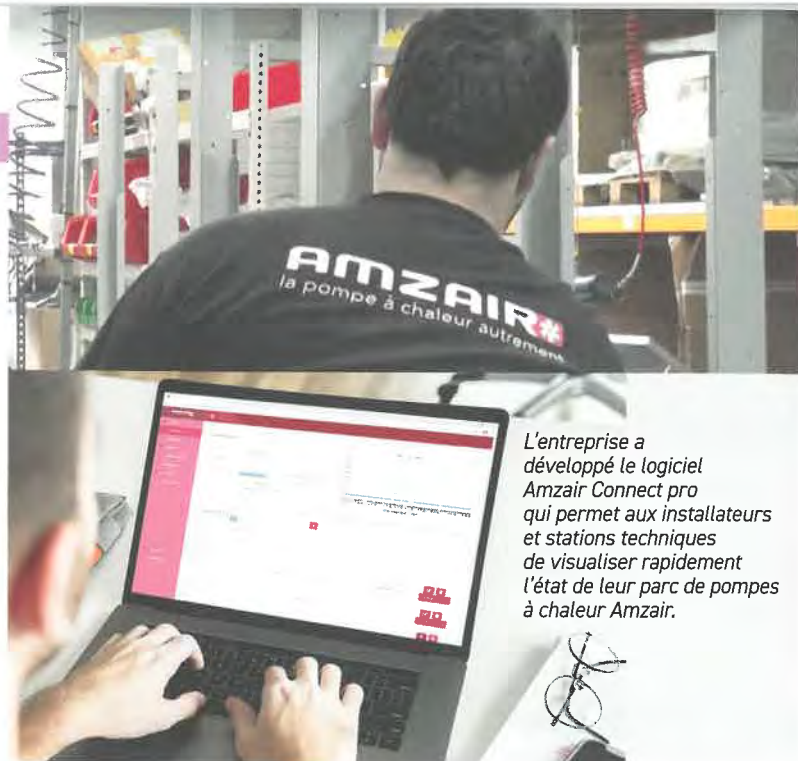 AMZAIR
la pompe à chaleur autrement
L'entreprise a
développé le logiciel
Amzair Connect pro
qui permet aux installateurs
et stations techniques
de visualiser rapidement
l'état de leur parc de pompes
à chaleur Amzair.